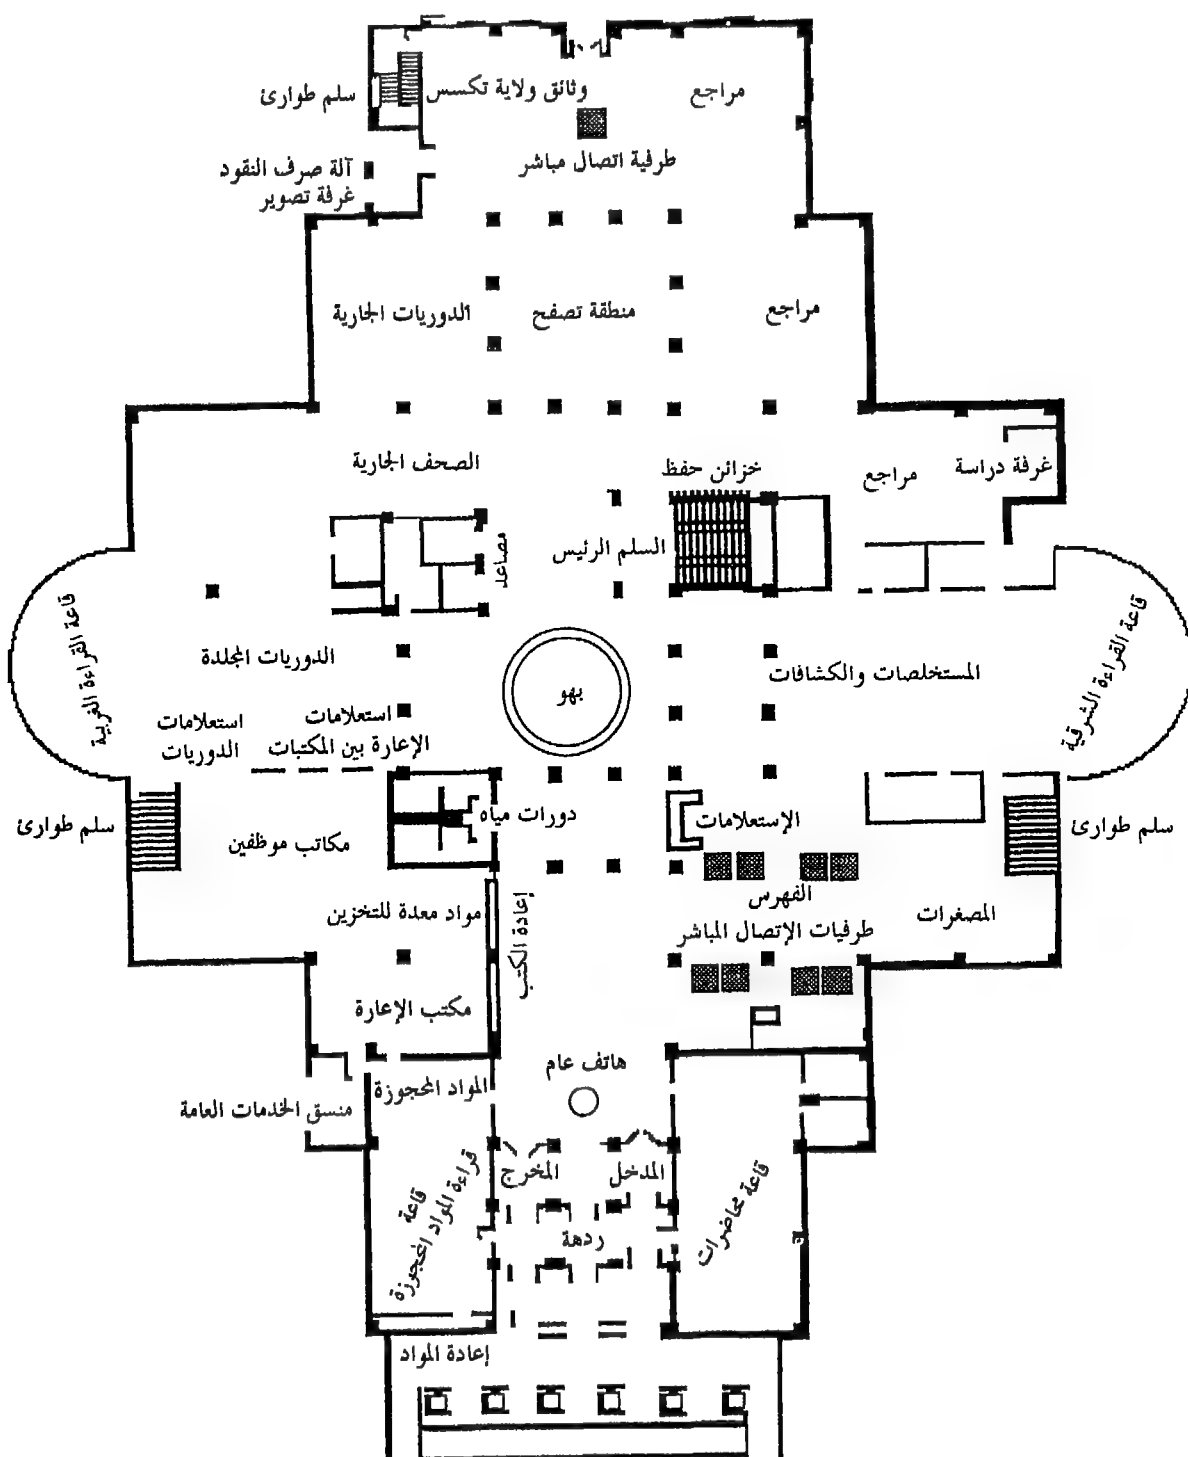 مراجع
وثائق ولاية تكسس
سلم طوارئ
طرفية اتصال مباشر
آلة صرف النقود
غرفة تصوير
مراجع
منطقة تصفح
الدوريات الجارية
غرفة دراسة
مراجع
خزائن حفظ
الصحف الجارية
السلم الرئيس
مصاعد
قاعة القراءة الشرقية
المستخلصات والكشافات
بهو
الدوريات المجلدة
قاعة القراءة الغربية
استعلامات
الإعارة بين المكتبات
استعلامات
الدوريات
سلم طوارئ
الإستعلامات
دورات مياه
مكاتب موظفين
سلم طوارئ
المصغرات
الفهرس
طرفيات الإتصال المباشر
إعادة الكتب
مواد معدة للتخزين
مكتب الإعارة
هاتف عام
المواد المحجوزة
منسق الخدمات العامة
المدخل
المخرج
قاعة محاضرات
ردهة
قاعة
قراءة المواد المحجوزة
إعادة المواد